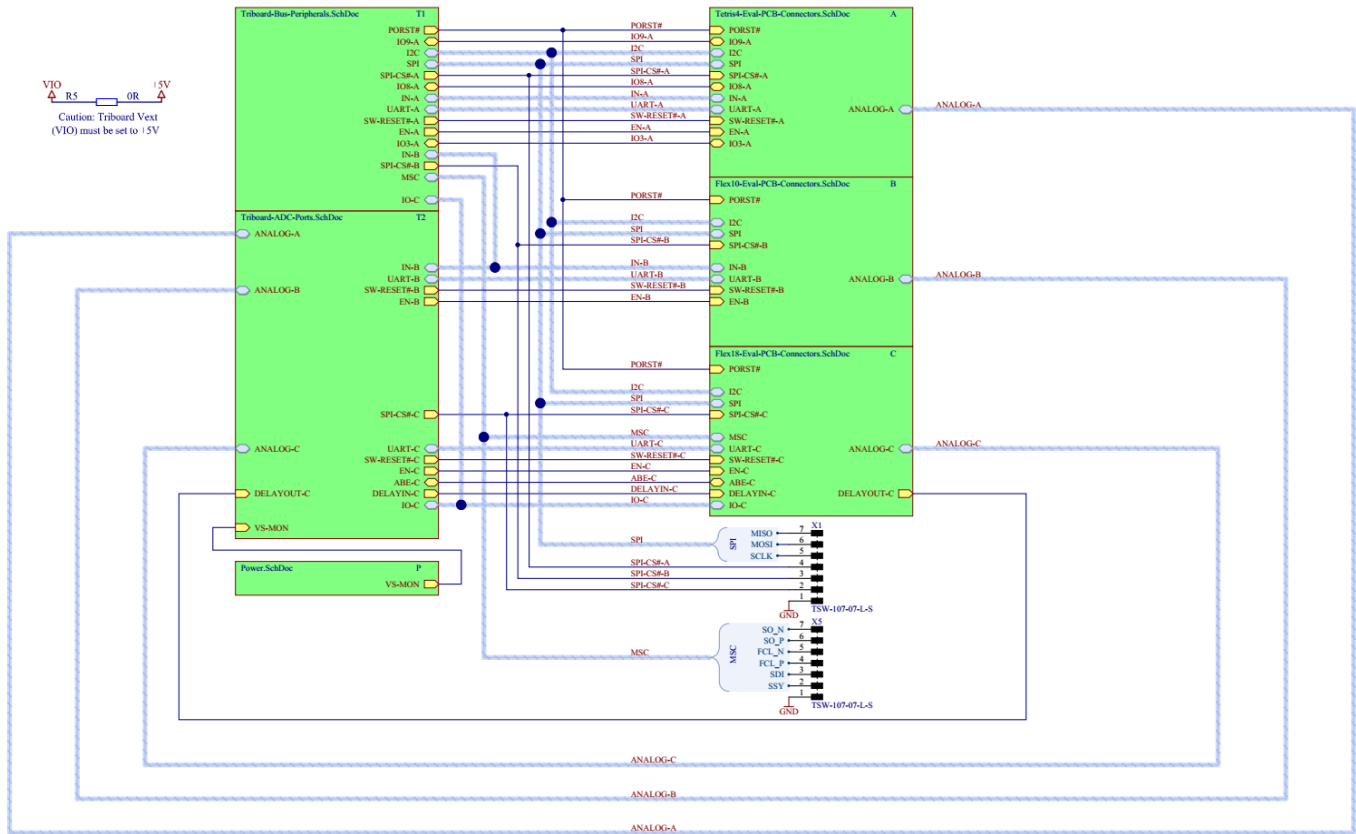 Triboard-Bus-Peripherals.SchDoc T1
PORST#
IO9-A
I2C
SPI
SPI-CS#-A
IO8-A
IN-A
UART-A
SW-RESET#-A
EN-A
IO3-A
IN-B
SPI-CS#-B
MSC
IO-C
PORST#
IO9-A
I2C
SPI
SPI-CS#-A
IO8-A
IN-A
UART-A
SW-RESET#-A
EN-A
IO3-A
Tetris4-Eval-PCB-Connectors.SchDoc A
PORST#
IO9-A
I2C
SPI
SPI-CS#-A
IO8-A
IN-A
UART-A
SW-RESET#-A
EN-A
IO3-A
ANALOG-A
ANALOG-A
VIO +5V
R5 0R
Caution: Triboard Vext
(VIO) must be set to +5V
Triboard-ADC-Ports.SchDoc T2
ANALOG-A
ANALOG-B
ANALOG-C
DELAYOUT-C
VS-MON
IN-B
UART-B
SW-RESET#-B
EN-B
SPI-CS#-C
UART-C
SW-RESET#-C
EN-C
ABE-C
DELAYIN-C
IO-C
PORST#
I2C
SPI
SPI-CS#-B
IN-B
UART-B
SW-RESET#-B
EN-B
Flex10-Eval-PCB-Connectors.SchDoc B
PORST#
I2C
SPI
SPI-CS#-B
IN-B
UART-B
SW-RESET#-B
EN-B
ANALOG-B
ANALOG-B
PORST#
I2C
SPI
SPI-CS#-C
MSC
UART-C
SW-RESET#-C
EN-C
ABE-C
DELAYIN-C
IO-C
Flex18-Eval-PCB-Connectors.SchDoc C
PORST#
I2C
SPI
SPI-CS#-C
MSC
UART-C
SW-RESET#-C
EN-C
ABE-C
DELAYIN-C
IO-C
ANALOG-C
DELAYOUT-C
ANALOG-C
Power.SchDoc P
VS-MON
SPI
SPI-CS#-A
SPI-CS#-B
SPI-CS#-C
SPI
MISO
MOSI
SCLK
X1
7
6
5
4
3
2
1
GND
TSW-107-07-L-S
MSC
MSC
SO_N
SO_P
FCL_N
FCL_P
SDI
SSY
X5
7
6
5
4
3
2
1
GND
TSW-107-07-L-S
ANALOG-C
ANALOG-B
ANALOG-A